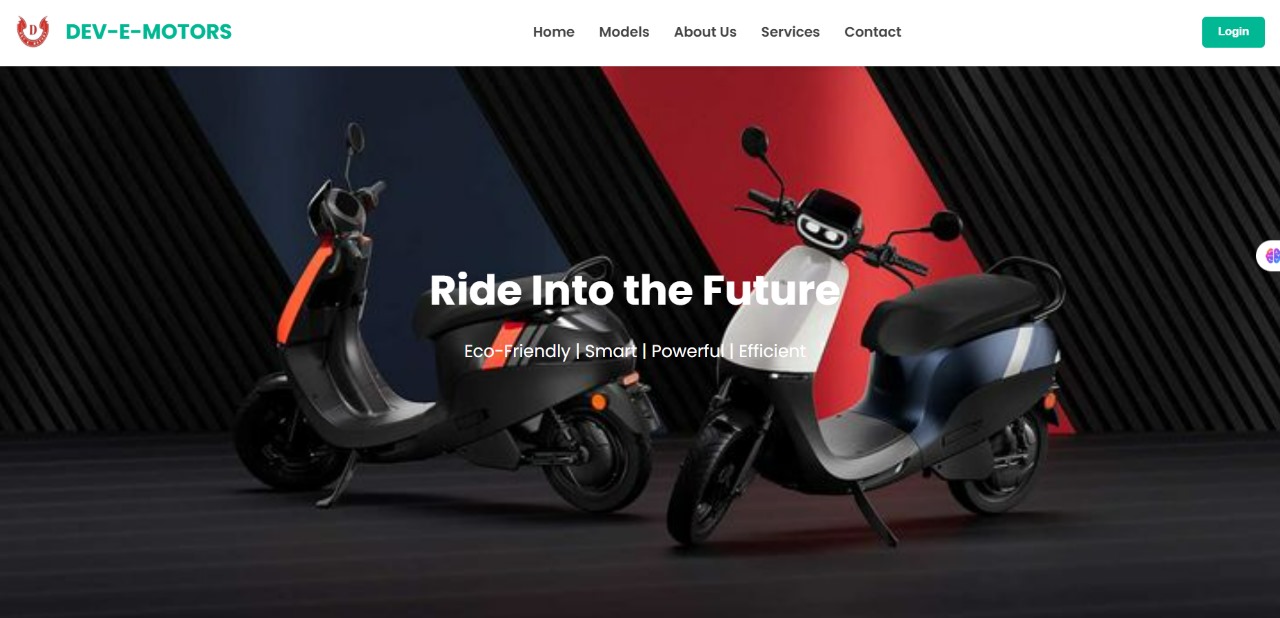 D
DEV-E-MOTORS
Home
Models
About Us
Services
Contact
Login
Ride Into the Future
Eco-Friendly | Smart | Powerful | Efficient